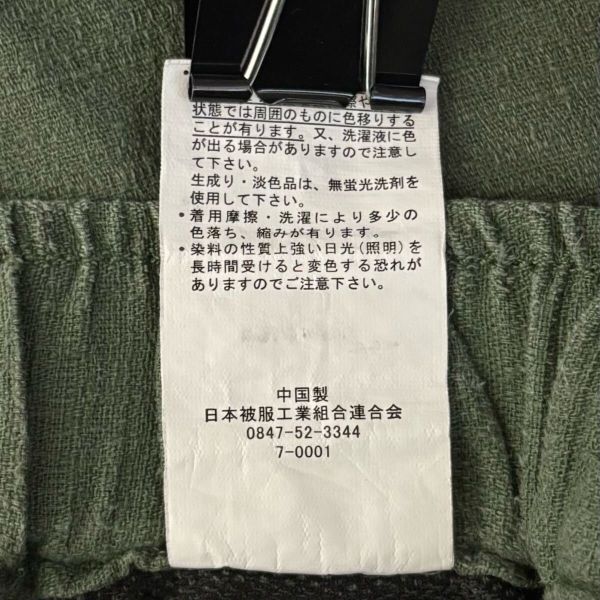 状態では周囲のものに色移りする
ことが有ります。又、洗濯液に色
が出る場合がありますので注意し
て下さい。
生成り・淡色品は、無蛍光洗剤を
使用して下さい。
・着用摩擦・洗濯により多少の
色落ち、縮みが有ります。
・染料の性質上強い日光(照明)を
長時間受けると変色する恐れが
ありますのでご注意下さい。
中国製
日本被服工業組合連合会
0847-52-3344
7-0001